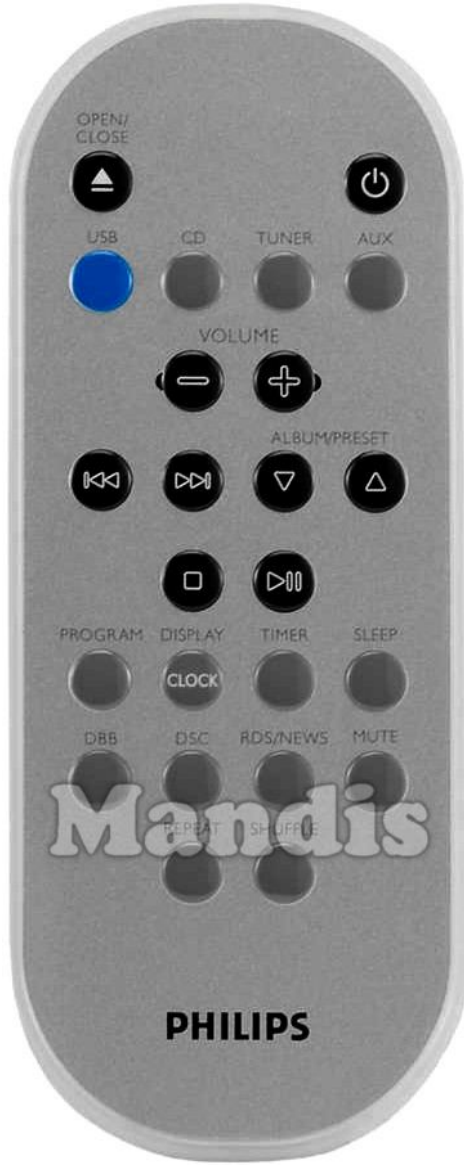 OPEN/
CLOSE
USB CD TUNER AUX
VOLUME
ALBUM/PRESET
PROGRAM DISPLAY TIMER SLEEP
CLOCK
DBB DSC RDS/NEWS MUTE
Mandis
REPEAT SHUFFLE
PHILIPS